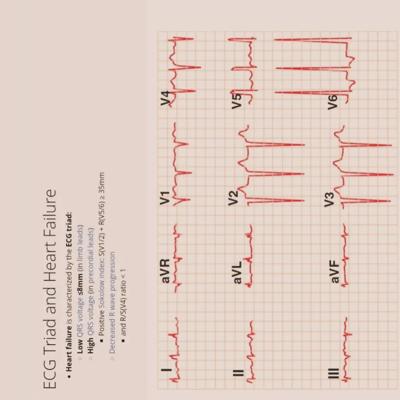 ECG Triad and Heart Failure
• Heart failure is characterized by the ECG triad:
○ Low QRS voltage ≤8mm (in limb leads)
○ High QRS voltage (in precordial leads)
■ Positive Sokolow index: S(V1/2) + R(V5/6) ≥ 35mm
○ Decreased R wave progression
■ and R/S(V4) ratio < 1
I
aVR
V1
V4
II
aVL
V2
V5
III
aVF
V3
V6